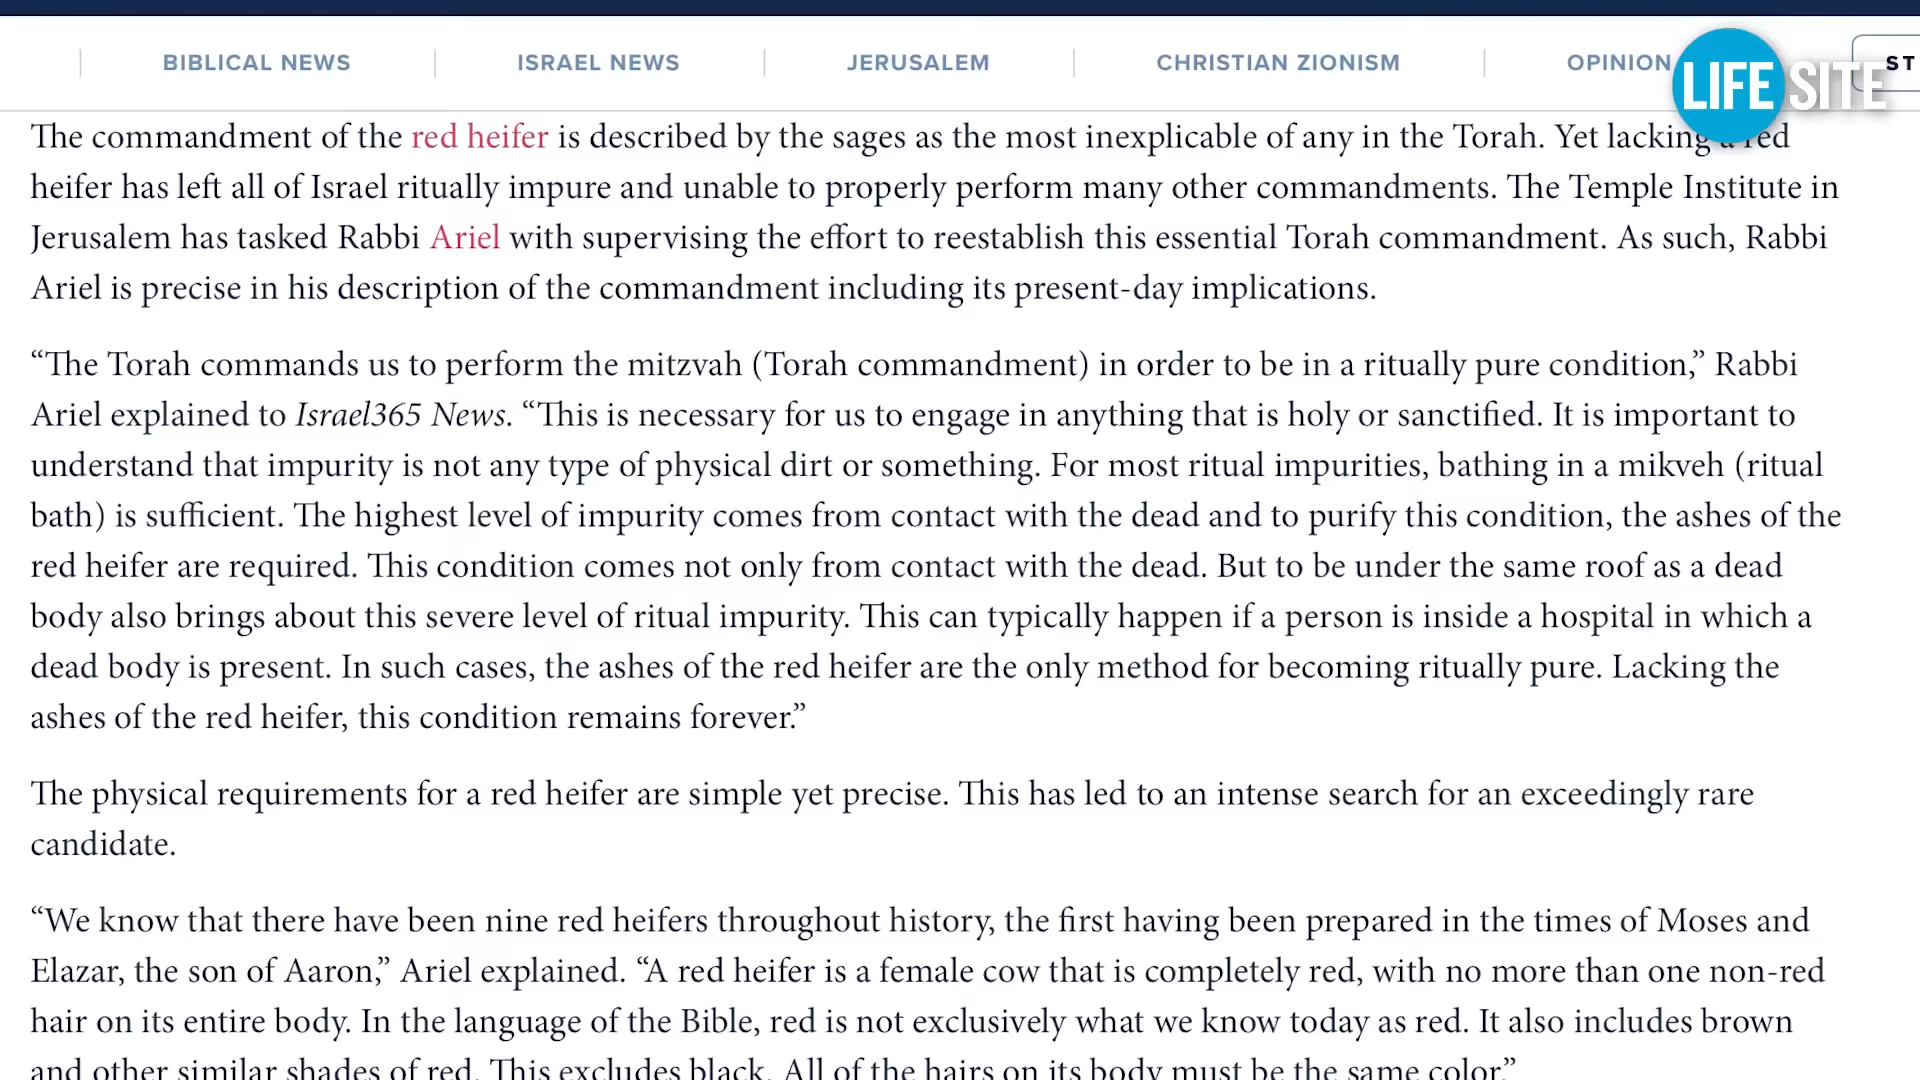 BIBLICAL NEWS
ISRAEL NEWS
JERUSALEM
CHRISTIAN ZIONISM
OPINION
ST
LIFE SITE
The commandment of the red heifer is described by the sages as the most inexplicable of any in the Torah. Yet lacking a red
heifer has left all of Israel ritually impure and unable to properly perform many other commandments. The Temple Institute in
Jerusalem has tasked Rabbi Ariel with supervising the effort to reestablish this essential Torah commandment. As such, Rabbi
Ariel is precise in his description of the commandment including its present-day implications.
“The Torah commands us to perform the mitzvah (Torah commandment) in order to be in a ritually pure condition,” Rabbi
Ariel explained to Israel365 News. “This is necessary for us to engage in anything that is holy or sanctified. It is important to
understand that impurity is not any type of physical dirt or something. For most ritual impurities, bathing in a mikveh (ritual
bath) is sufficient. The highest level of impurity comes from contact with the dead and to purify this condition, the ashes of the
red heifer are required. This condition comes not only from contact with the dead. But to be under the same roof as a dead
body also brings about this severe level of ritual impurity. This can typically happen if a person is inside a hospital in which a
dead body is present. In such cases, the ashes of the red heifer are the only method for becoming ritually pure. Lacking the
ashes of the red heifer, this condition remains forever.”
The physical requirements for a red heifer are simple yet precise. This has led to an intense search for an exceedingly rare
candidate.
“We know that there have been nine red heifers throughout history, the first having been prepared in the times of Moses and
Elazar, the son of Aaron,” Ariel explained. “A red heifer is a female cow that is completely red, with no more than one non-red
hair on its entire body. In the language of the Bible, red is not exclusively what we know today as red. It also includes brown
and other similar shades of red. This excludes black. All of the hairs on its body must be the same color.”